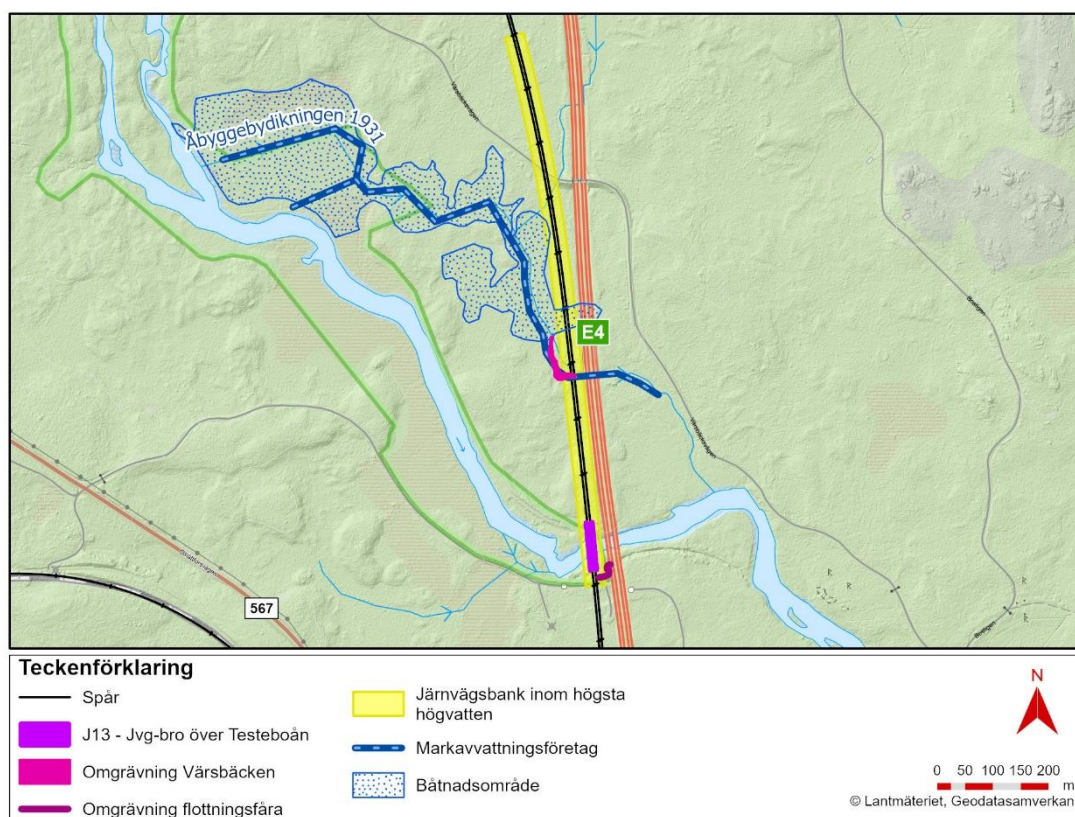 Åbyggebydikningen 1931
E4
567
Teckenförklaring
Spår
J13 - Jvg-bro över Testeboån
Omgrävning Värsbäcken
Omgrävning flottningsfåra
Järnvägsbank inom högsta
högvatten
Markavvattningsföretag
Båtnadsområde
N
0 50 100 150 200
m
© Lantmäteriet, Geodatasamverkan